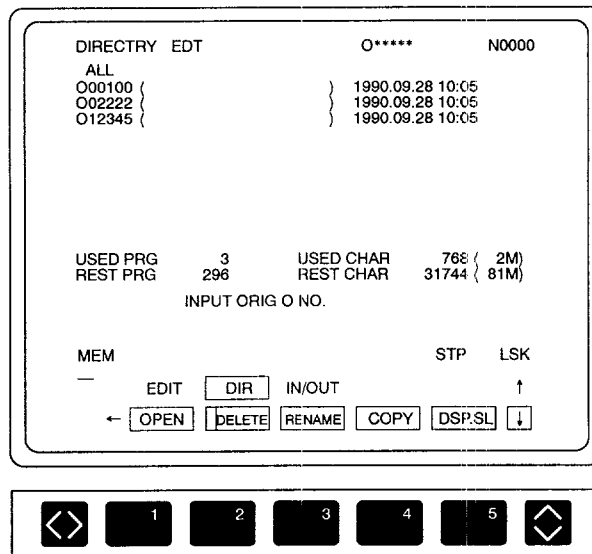 DIRECTRY EDT O***** N0000
ALL
O00100 ( ) 1990.09.28 10:05
O02222 ( ) 1990.09.28 10:05
O12345 ( ) 1990.09.28 10:05
USED PRG 3 USED CHAR 768 ( 2M)
REST PRG 296 REST CHAR 31744 ( 81M)
INPUT ORIG O NO.
MEM STP LSK
EDIT DIR IN/OUT ↑
← OPEN DELETE RENAME COPY DSP.SL ↓
1 2 3 4 5